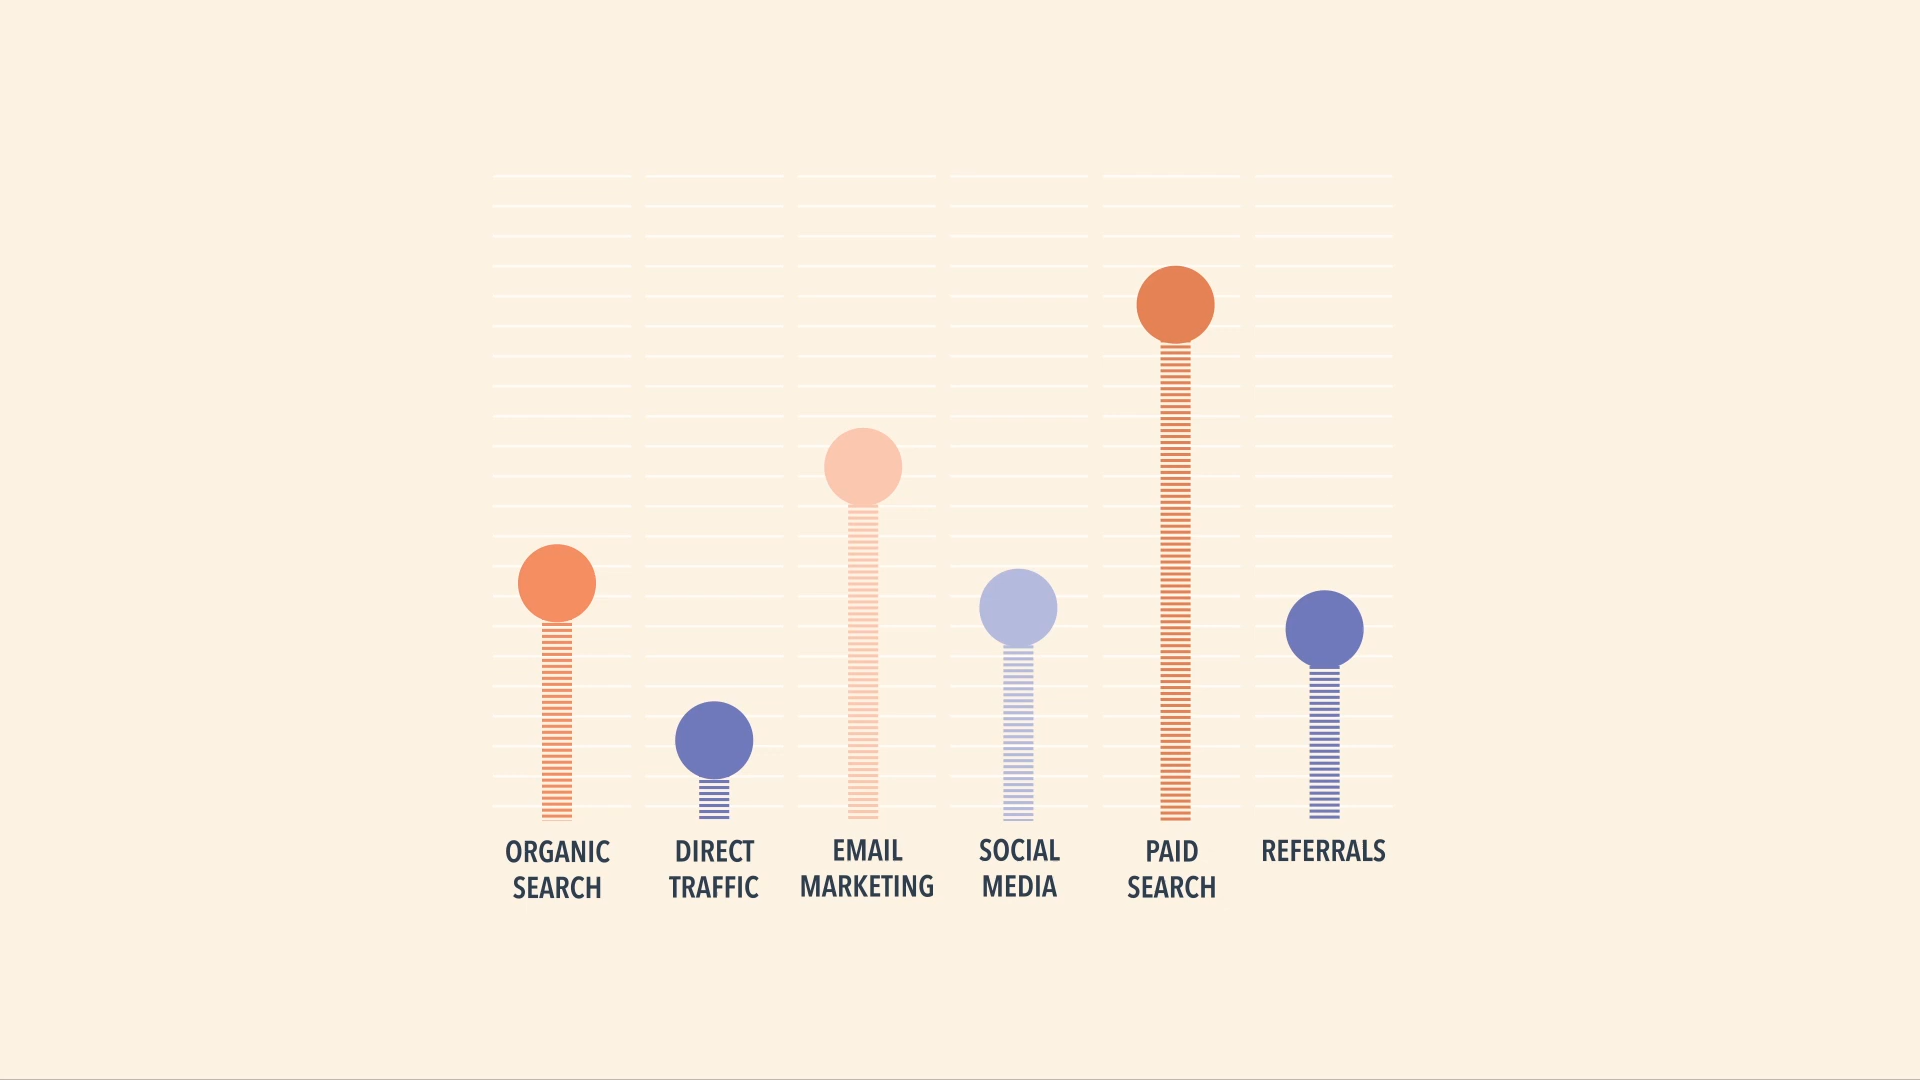 ORGANIC
SEARCH
DIRECT
TRAFFIC
EMAIL
MARKETING
SOCIAL
MEDIA
PAID
SEARCH
REFERRALS